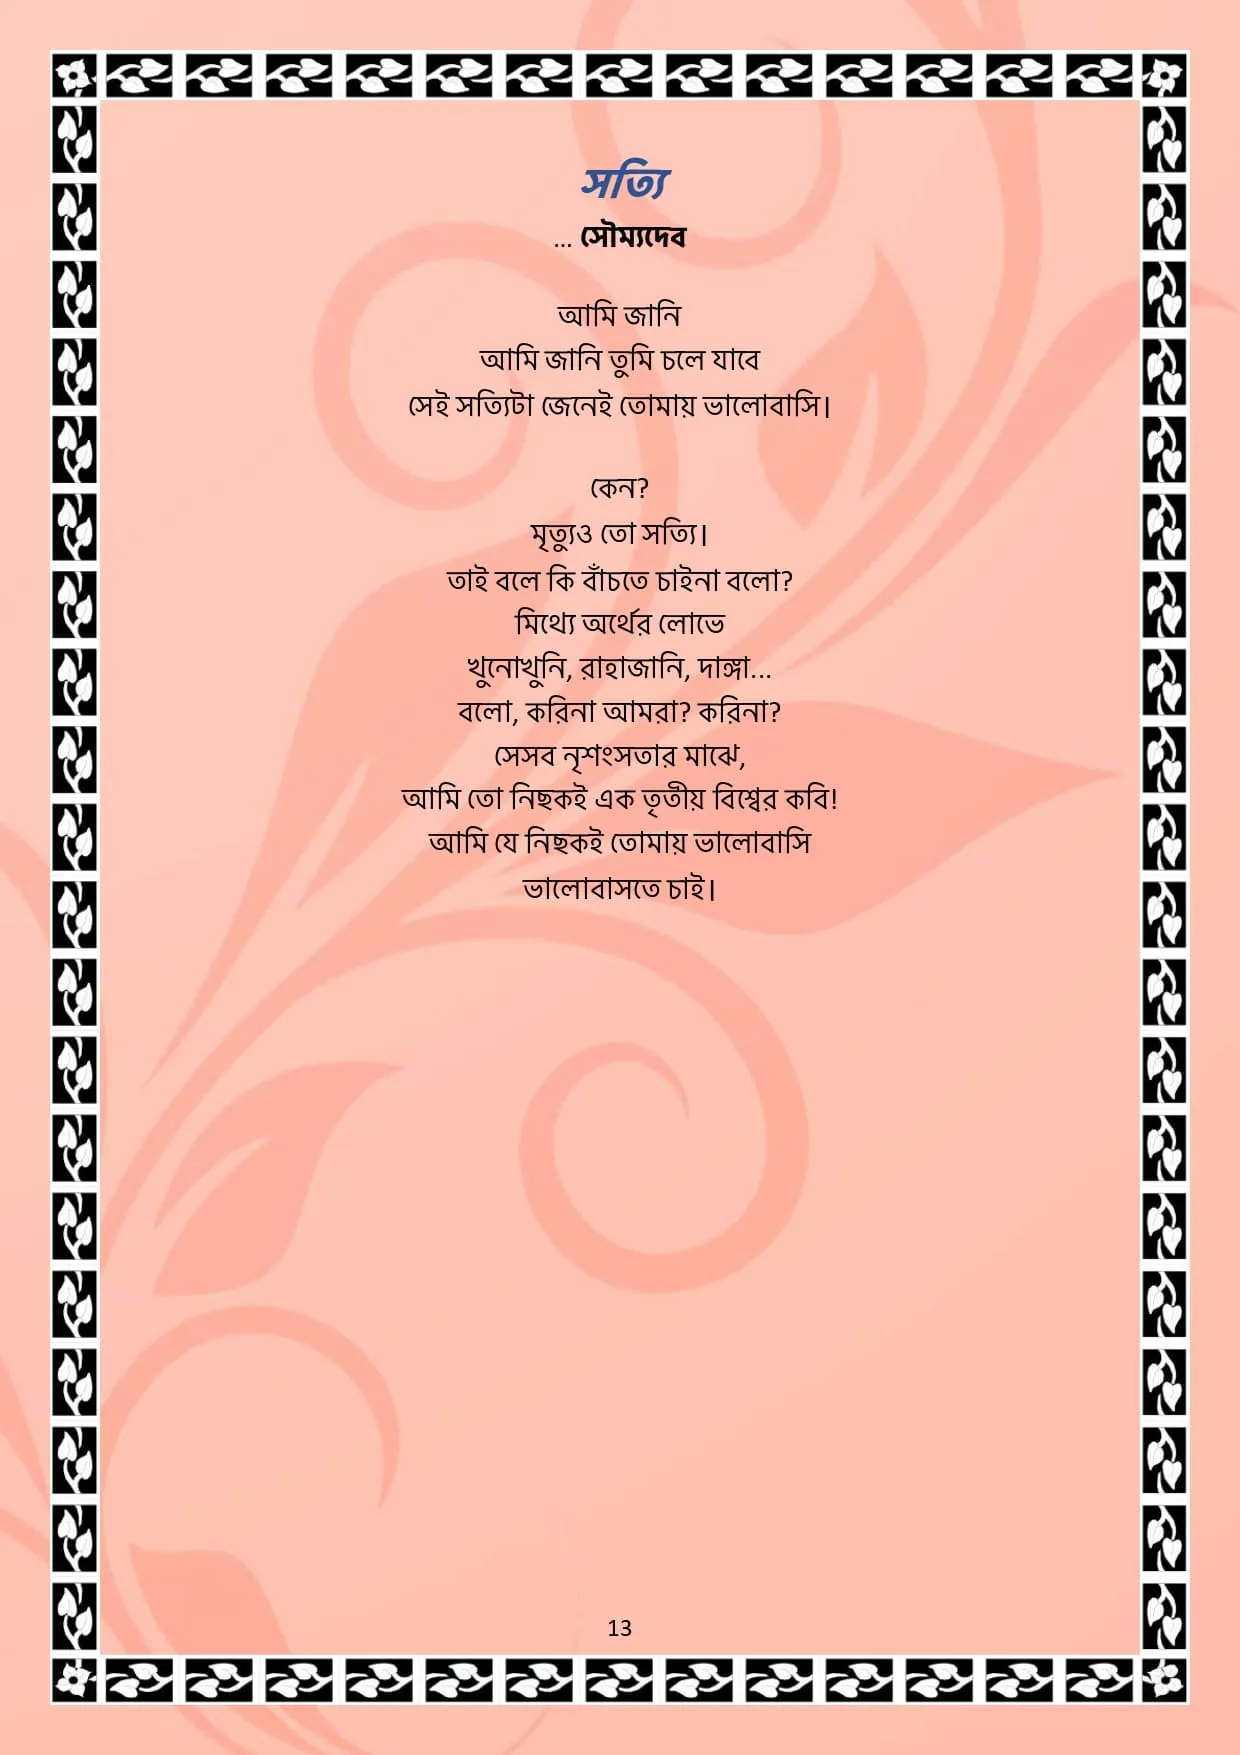 সত্যি
... সৌম্যদেব
আমি জানি
আমি জানি তুমি চলে যাবে
সেই সত্যিটা জেনেই তোমায় ভালোবাসি।
কেন?
মৃত্যুও তো সত্যি।
তাই বলে কি বাঁচতে চাইনা বলো?
মিথ্যে অর্থের লোভে
খুনোখুনি, রাহাজানি, দাঙ্গা...
বলো, করিনা আমরা? করিনা?
সেসব নৃশংসতার মাঝে,
আমি তো নিছকই এক তৃতীয় বিশ্বের কবি!
আমি যে নিছকই তোমায় ভালোবাসি
ভালোবাসতে চাই।
13